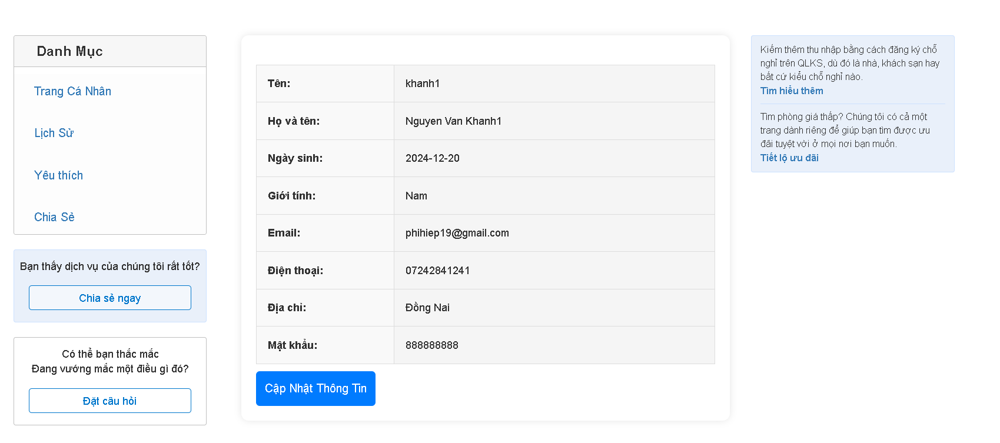 Danh Mục
Trang Cá Nhân
Lịch Sử
Yêu thích
Chia Sẻ
Bạn thấy dịch vụ của chúng tôi rất tốt?
Chia sẻ ngay
Có thể bạn thắc mắc
Đang vướng mắc một điều gì đó?
Đặt câu hỏi
Tên: khanh1
Họ và tên: Nguyen Van Khanh1
Ngày sinh: 2024-12-20
Giới tính: Nam
Email: phihiep19@gmail.com
Điện thoại: 07242841241
Địa chỉ: Đồng Nai
Mật khẩu: 888888888
Cập Nhật Thông Tin
Kiếm thêm thu nhập bằng cách đăng ký chỗ
nghỉ trên QLKS, dù đó là nhà, khách sạn hay
bất cứ kiểu chỗ nghỉ nào.
Tìm hiểu thêm
Tìm phòng giá thấp? Chúng tôi có cả một
trang dành riêng để giúp bạn tìm được ưu
đãi tuyệt vời ở mọi nơi bạn muốn.
Tiết lộ ưu đãi